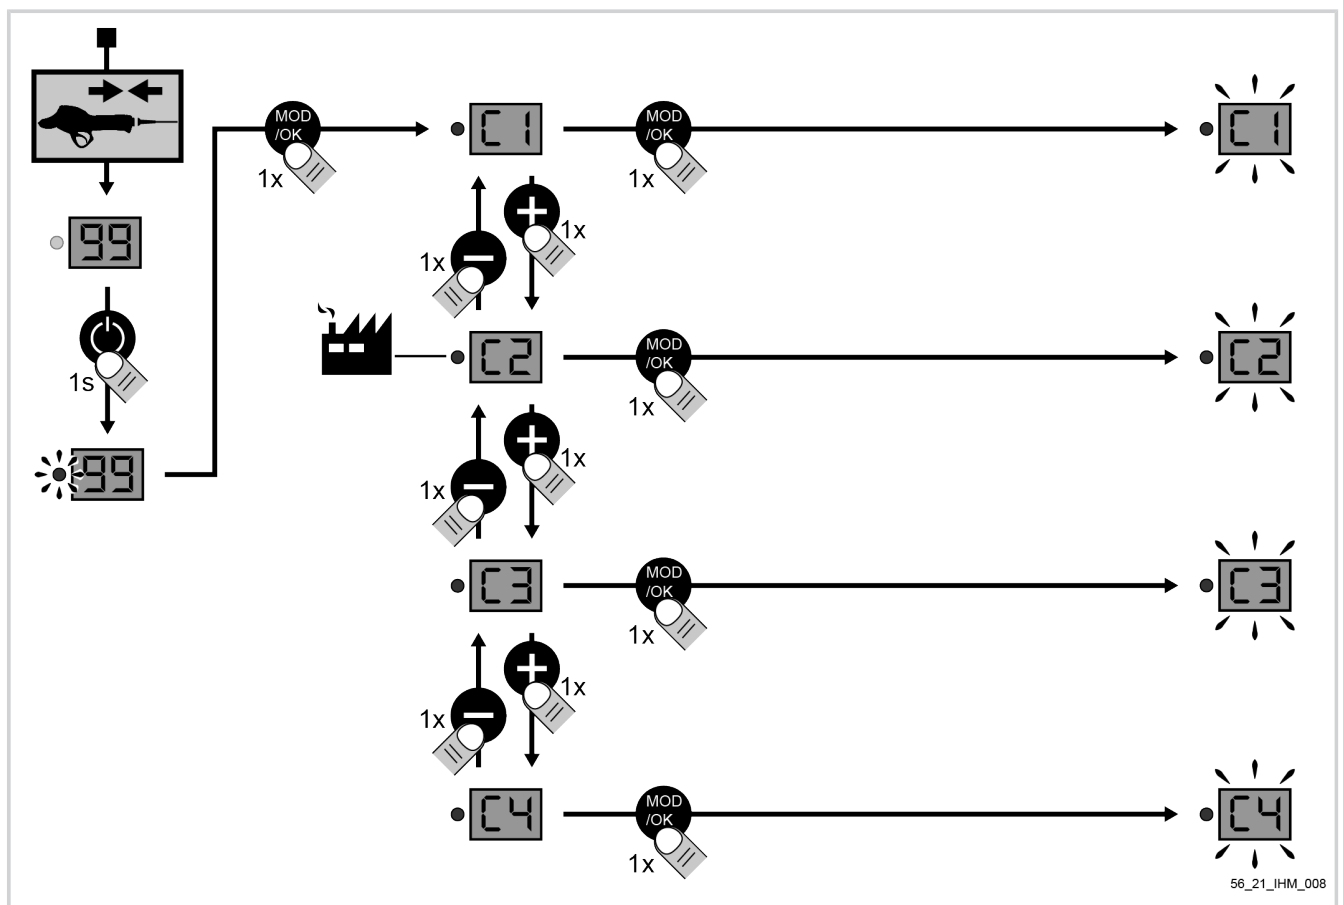 MOD
/OK
1x
C1
MOD
/OK
1x
C1
99
1x
+
1x
−
1s
C2
MOD
/OK
1x
C2
99
1x
+
1x
−
C3
MOD
/OK
1x
C3
1x
+
1x
−
C4
MOD
/OK
1x
C4
56_21_IHM_008